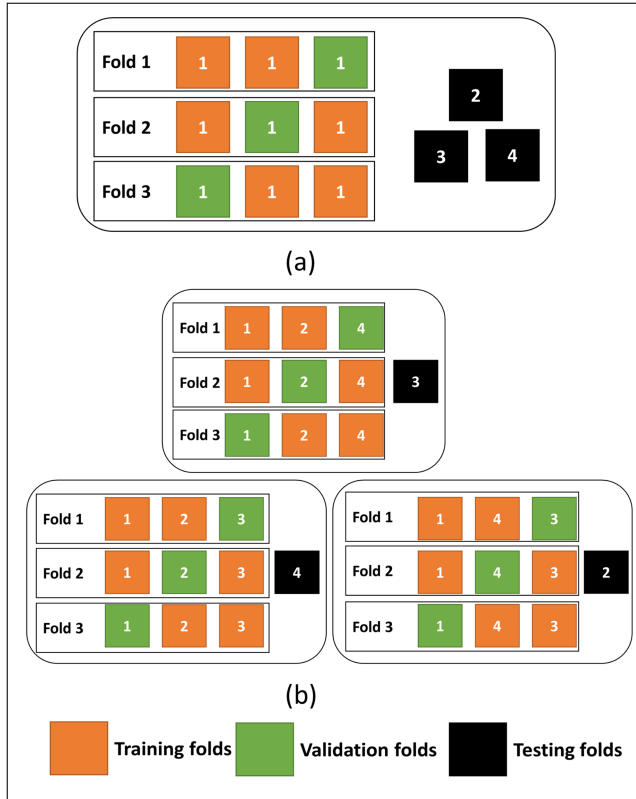 Fold 1 1 1 1
Fold 2 1 1 1
Fold 3 1 1 1
2
3 4
(a)
Fold 1 1 2 4
Fold 2 1 2 4
Fold 3 1 2 4
3
Fold 1 1 2 3
Fold 2 1 2 3
Fold 3 1 2 3
4
Fold 1 1 4 3
Fold 2 1 4 3
Fold 3 1 4 3
2
(b)
Training folds Validation folds Testing folds